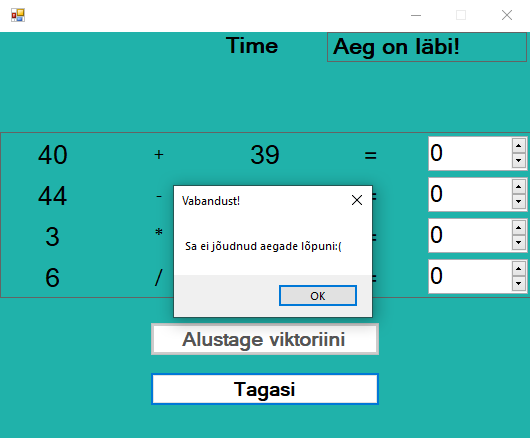 Time Aeg on läbi!
40 + 39 = 0
44 - = 0
Vabandust!
3 * = 0
Sa ei jõudnud aegade lõpuni:(
6 / = 0
OK
Alustage viktoriini
Tagasi